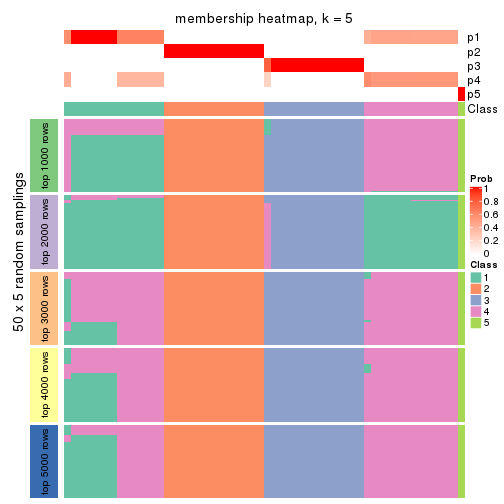 membership heatmap, k = 5
p1
p2
p3
p4
p5
Class
50 x 5 random samplings
top 1000 rows
top 2000 rows
top 3000 rows
top 4000 rows
top 5000 rows
Prob
1
0.8
0.6
0.4
0.2
0
Class
1
2
3
4
5